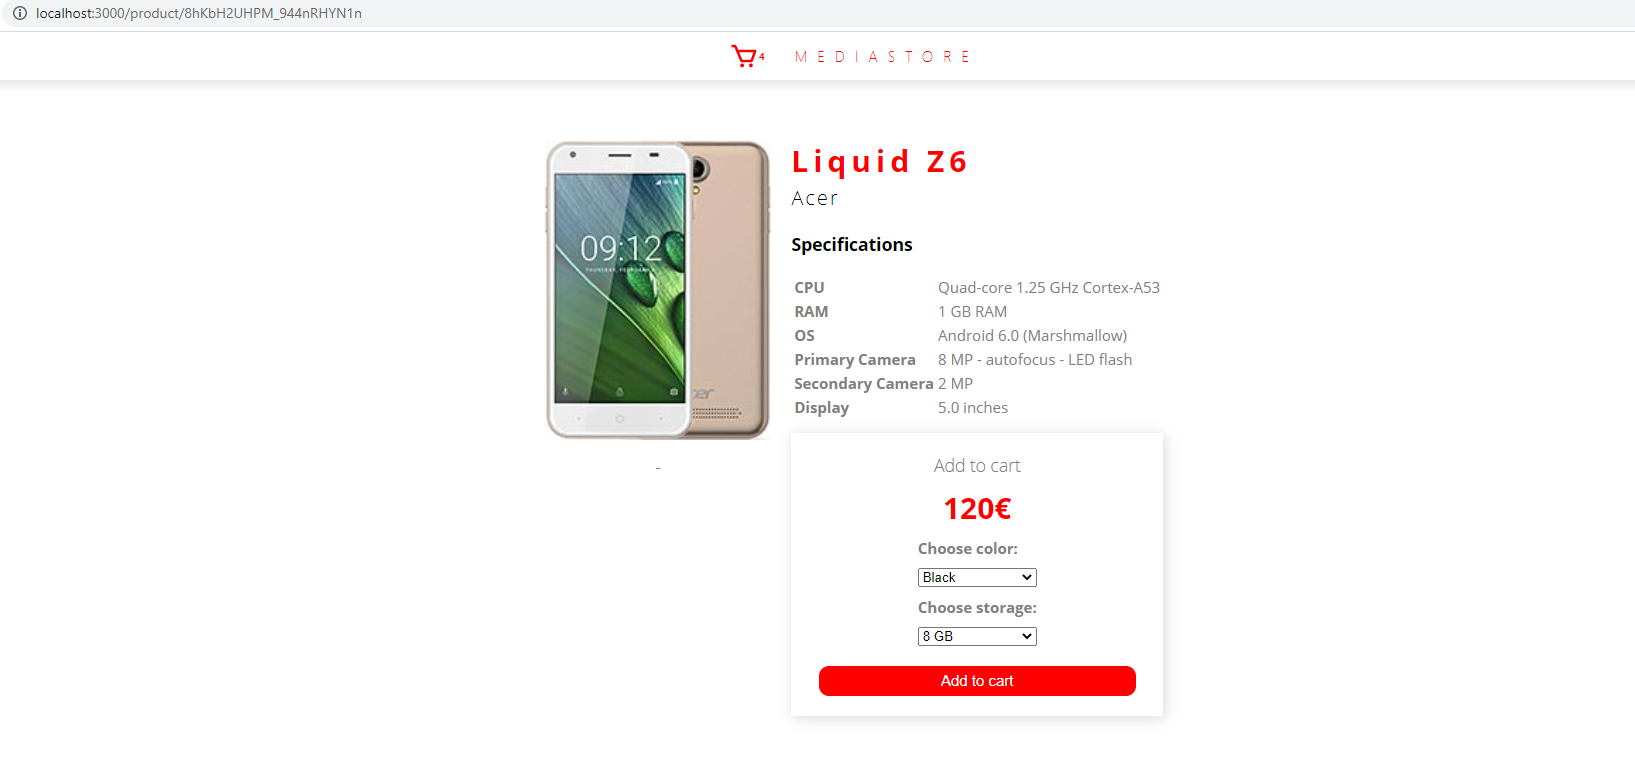 localhost:3000/product/8hKbH2UHPM_944nRHYN1n
4 MEDIASTORE
09:12
Liquid Z6
Acer
Specifications
CPU Quad-core 1.25 GHz Cortex-A53
RAM 1 GB RAM
OS Android 6.0 (Marshmallow)
Primary Camera 8 MP - autofocus - LED flash
Secondary Camera 2 MP
Display 5.0 inches
-
Add to cart
120€
Choose color:
Black
Choose storage:
8 GB
Add to cart